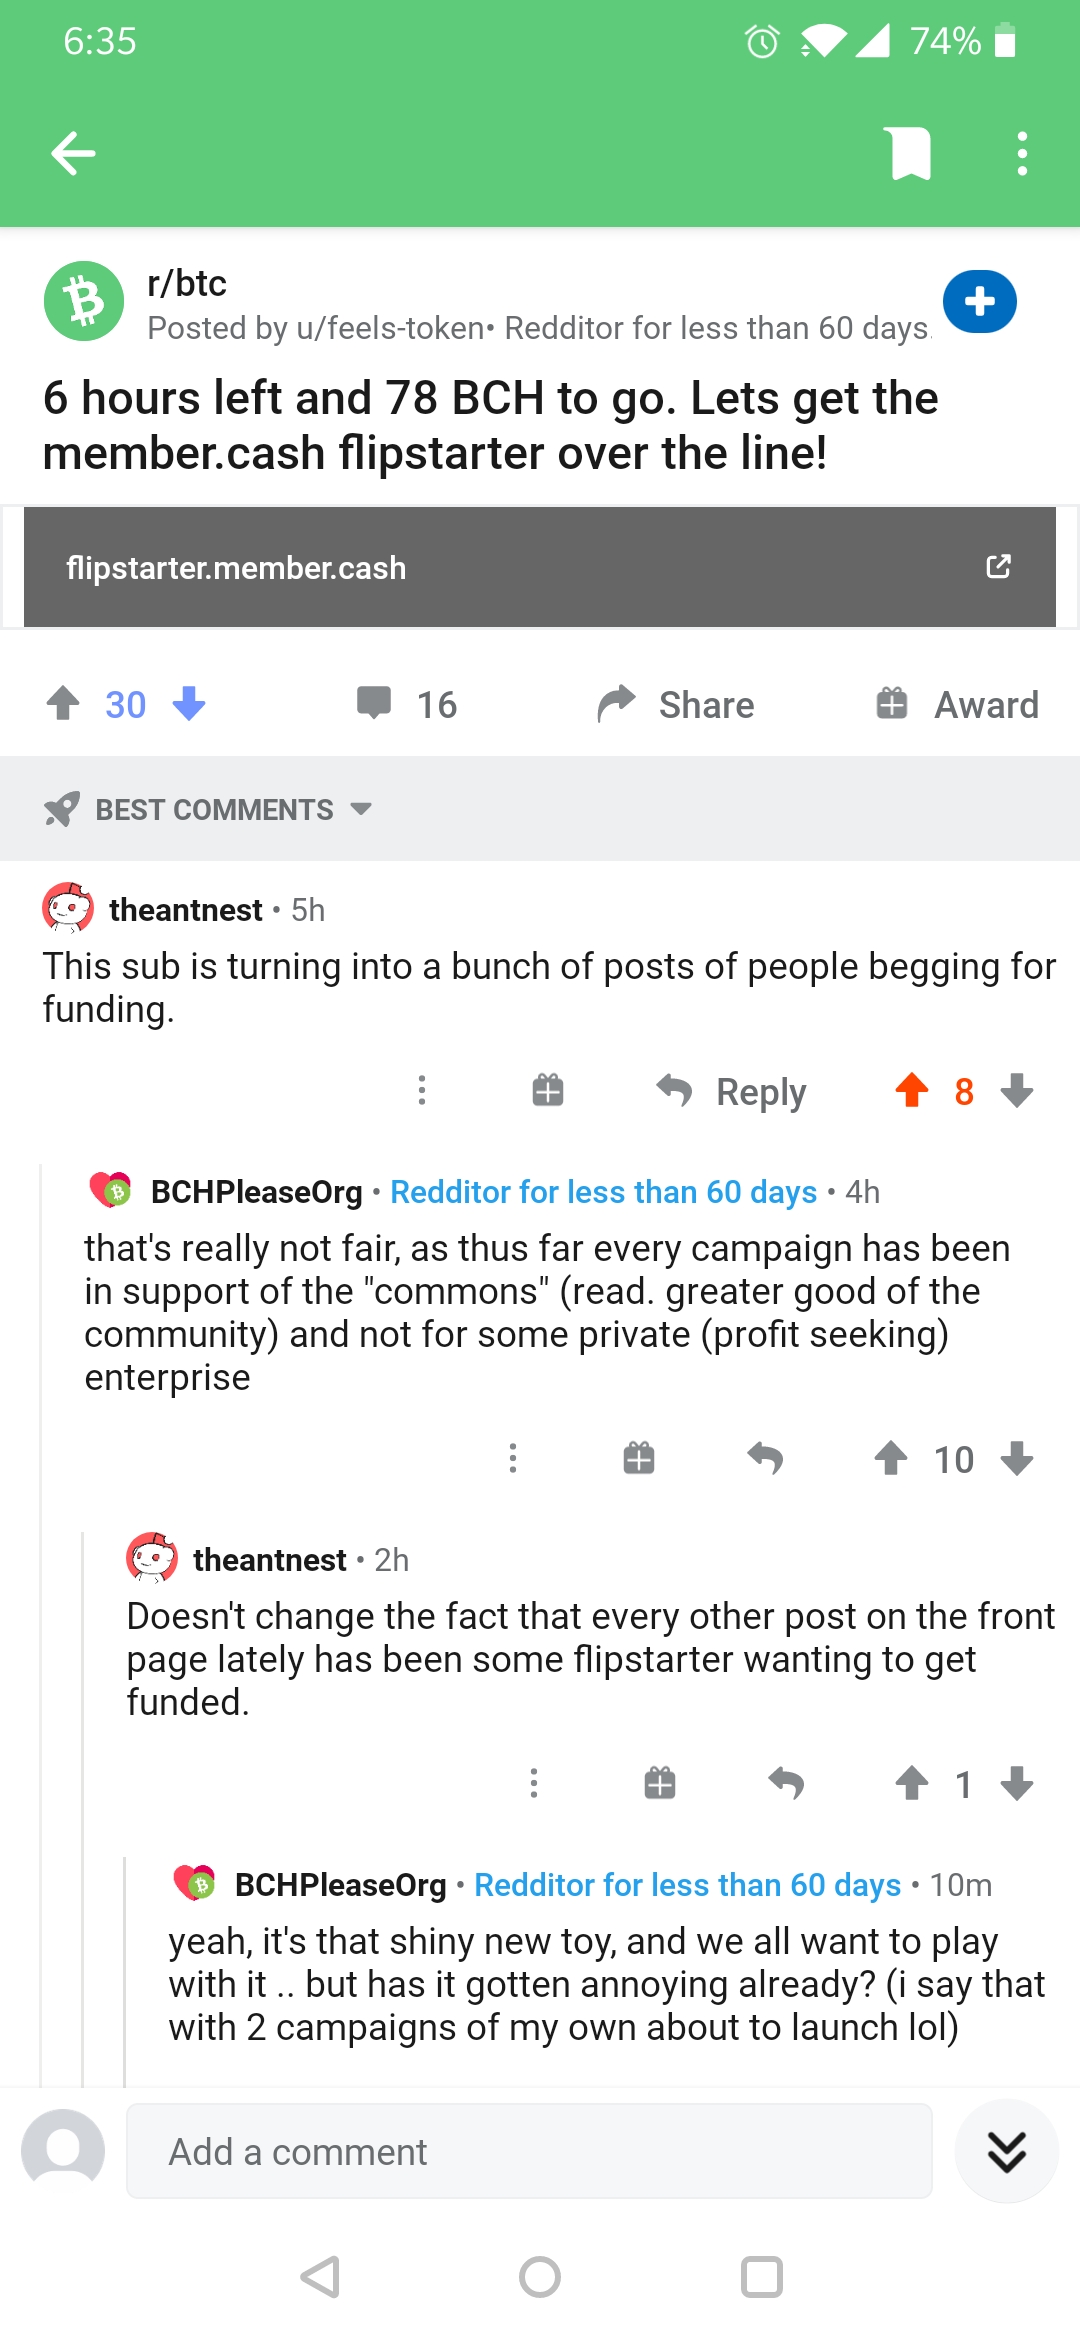 6:35
74%
r/btc
Posted by u/feels-token• Redditor for less than 60 days.
6 hours left and 78 BCH to go. Lets get the
member.cash flipstarter over the line!
flipstarter.member.cash
30
16
Share
Award
BEST COMMENTS
theantnest • 5h
This sub is turning into a bunch of posts of people begging for
funding.
Reply
8
BCHPleaseOrg • Redditor for less than 60 days • 4h
that's really not fair, as thus far every campaign has been
in support of the "commons" (read. greater good of the
community) and not for some private (profit seeking)
enterprise
10
theantnest • 2h
Doesn't change the fact that every other post on the front
page lately has been some flipstarter wanting to get
funded.
1
BCHPleaseOrg • Redditor for less than 60 days • 10m
yeah, it's that shiny new toy, and we all want to play
with it .. but has it gotten annoying already? (i say that
with 2 campaigns of my own about to launch lol)
Add a comment